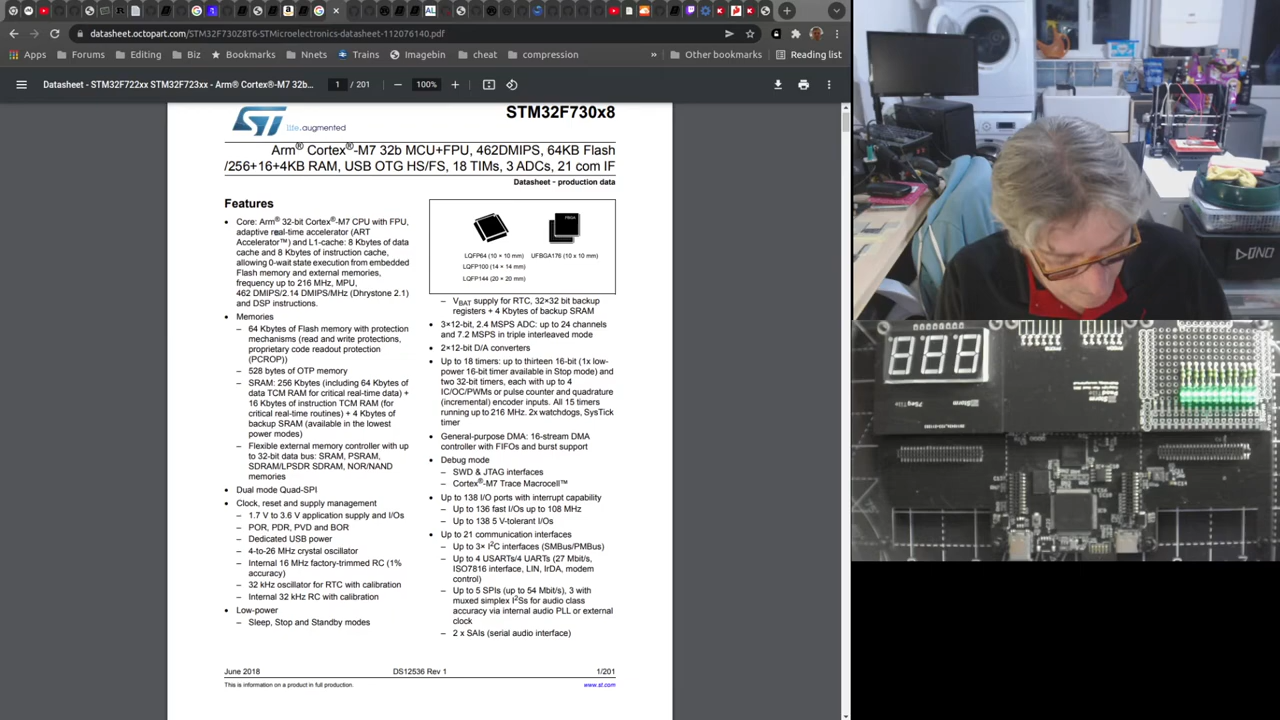 datasheet.octopart.com/STM32F730Z8T6-STMicroelectronics-datasheet-112076140.pdf
Apps Forums Editing Bookmarks Nnets Trains Imagebin cheat compression » Other bookmarks Reading list
Datasheet - STM32F722xx STM32F723xx - Arm® Cortex®-M7 32b... 1 / 201 100%
ST life.augmented
STM32F730x8
Arm® Cortex®-M7 32b MCU+FPU, 462DMIPS, 64KB Flash
/256+16+4KB RAM, USB OTG HS/FS, 18 TIMs, 3 ADCs, 21 com IF
Datasheet - production data
Features
• Core: Arm® 32-bit Cortex®-M7 CPU with FPU,
adaptive real-time accelerator (ART
Accelerator™) and L1-cache: 8 Kbytes of data
cache and 8 Kbytes of instruction cache,
allowing 0-wait state execution from embedded
Flash memory and external memories,
frequency up to 216 MHz, MPU,
462 DMIPS/2.14 DMIPS/MHz (Dhrystone 2.1)
and DSP instructions.
• Memories
– 64 Kbytes of Flash memory with protection
mechanisms (read and write protections,
proprietary code readout protection
(PCROP))
– 528 bytes of OTP memory
– SRAM: 256 Kbytes (including 64 Kbytes of
data TCM RAM for critical real-time data) +
16 Kbytes of instruction TCM RAM (for
critical real-time routines) + 4 Kbytes of
backup SRAM (available in the lowest
power modes)
– Flexible external memory controller with up
to 32-bit data bus: SRAM, PSRAM,
SDRAM/LPSDR SDRAM, NOR/NAND
memories
• Dual mode Quad-SPI
• Clock, reset and supply management
– 1.7 V to 3.6 V application supply and I/Os
– POR, PDR, PVD and BOR
– Dedicated USB power
– 4-to-26 MHz crystal oscillator
– Internal 16 MHz factory-trimmed RC (1%
accuracy)
– 32 kHz oscillator for RTC with calibration
– Internal 32 kHz RC with calibration
• Low-power
– Sleep, Stop and Standby modes
LQFP64 (10 × 10 mm) UFBGA176 (10 x 10 mm)
LQFP100 (14 × 14 mm)
LQFP144 (20 × 20 mm)
– VBAT supply for RTC, 32×32 bit backup
registers + 4 Kbytes of backup SRAM
• 3×12-bit, 2.4 MSPS ADC: up to 24 channels
and 7.2 MSPS in triple interleaved mode
• 2×12-bit D/A converters
• Up to 18 timers: up to thirteen 16-bit (1x low-
power 16-bit timer available in Stop mode) and
two 32-bit timers, each with up to 4
IC/OC/PWMs or pulse counter and quadrature
(incremental) encoder inputs. All 15 timers
running up to 216 MHz. 2x watchdogs, SysTick
timer
• General-purpose DMA: 16-stream DMA
controller with FIFOs and burst support
• Debug mode
– SWD & JTAG interfaces
– Cortex®-M7 Trace Macrocell™
• Up to 138 I/O ports with interrupt capability
– Up to 136 fast I/Os up to 108 MHz
– Up to 138 5 V-tolerant I/Os
• Up to 21 communication interfaces
– Up to 3× I2C interfaces (SMBus/PMBus)
– Up to 4 USARTs/4 UARTs (27 Mbit/s,
ISO7816 interface, LIN, IrDA, modem
control)
– Up to 5 SPIs (up to 54 Mbit/s), 3 with
muxed simplex I2Ss for audio class
accuracy via internal audio PLL or external
clock
– 2 x SAIs (serial audio interface)
June 2018 DS12536 Rev 1 1/201
This is information on a product in full production. www.st.com
888